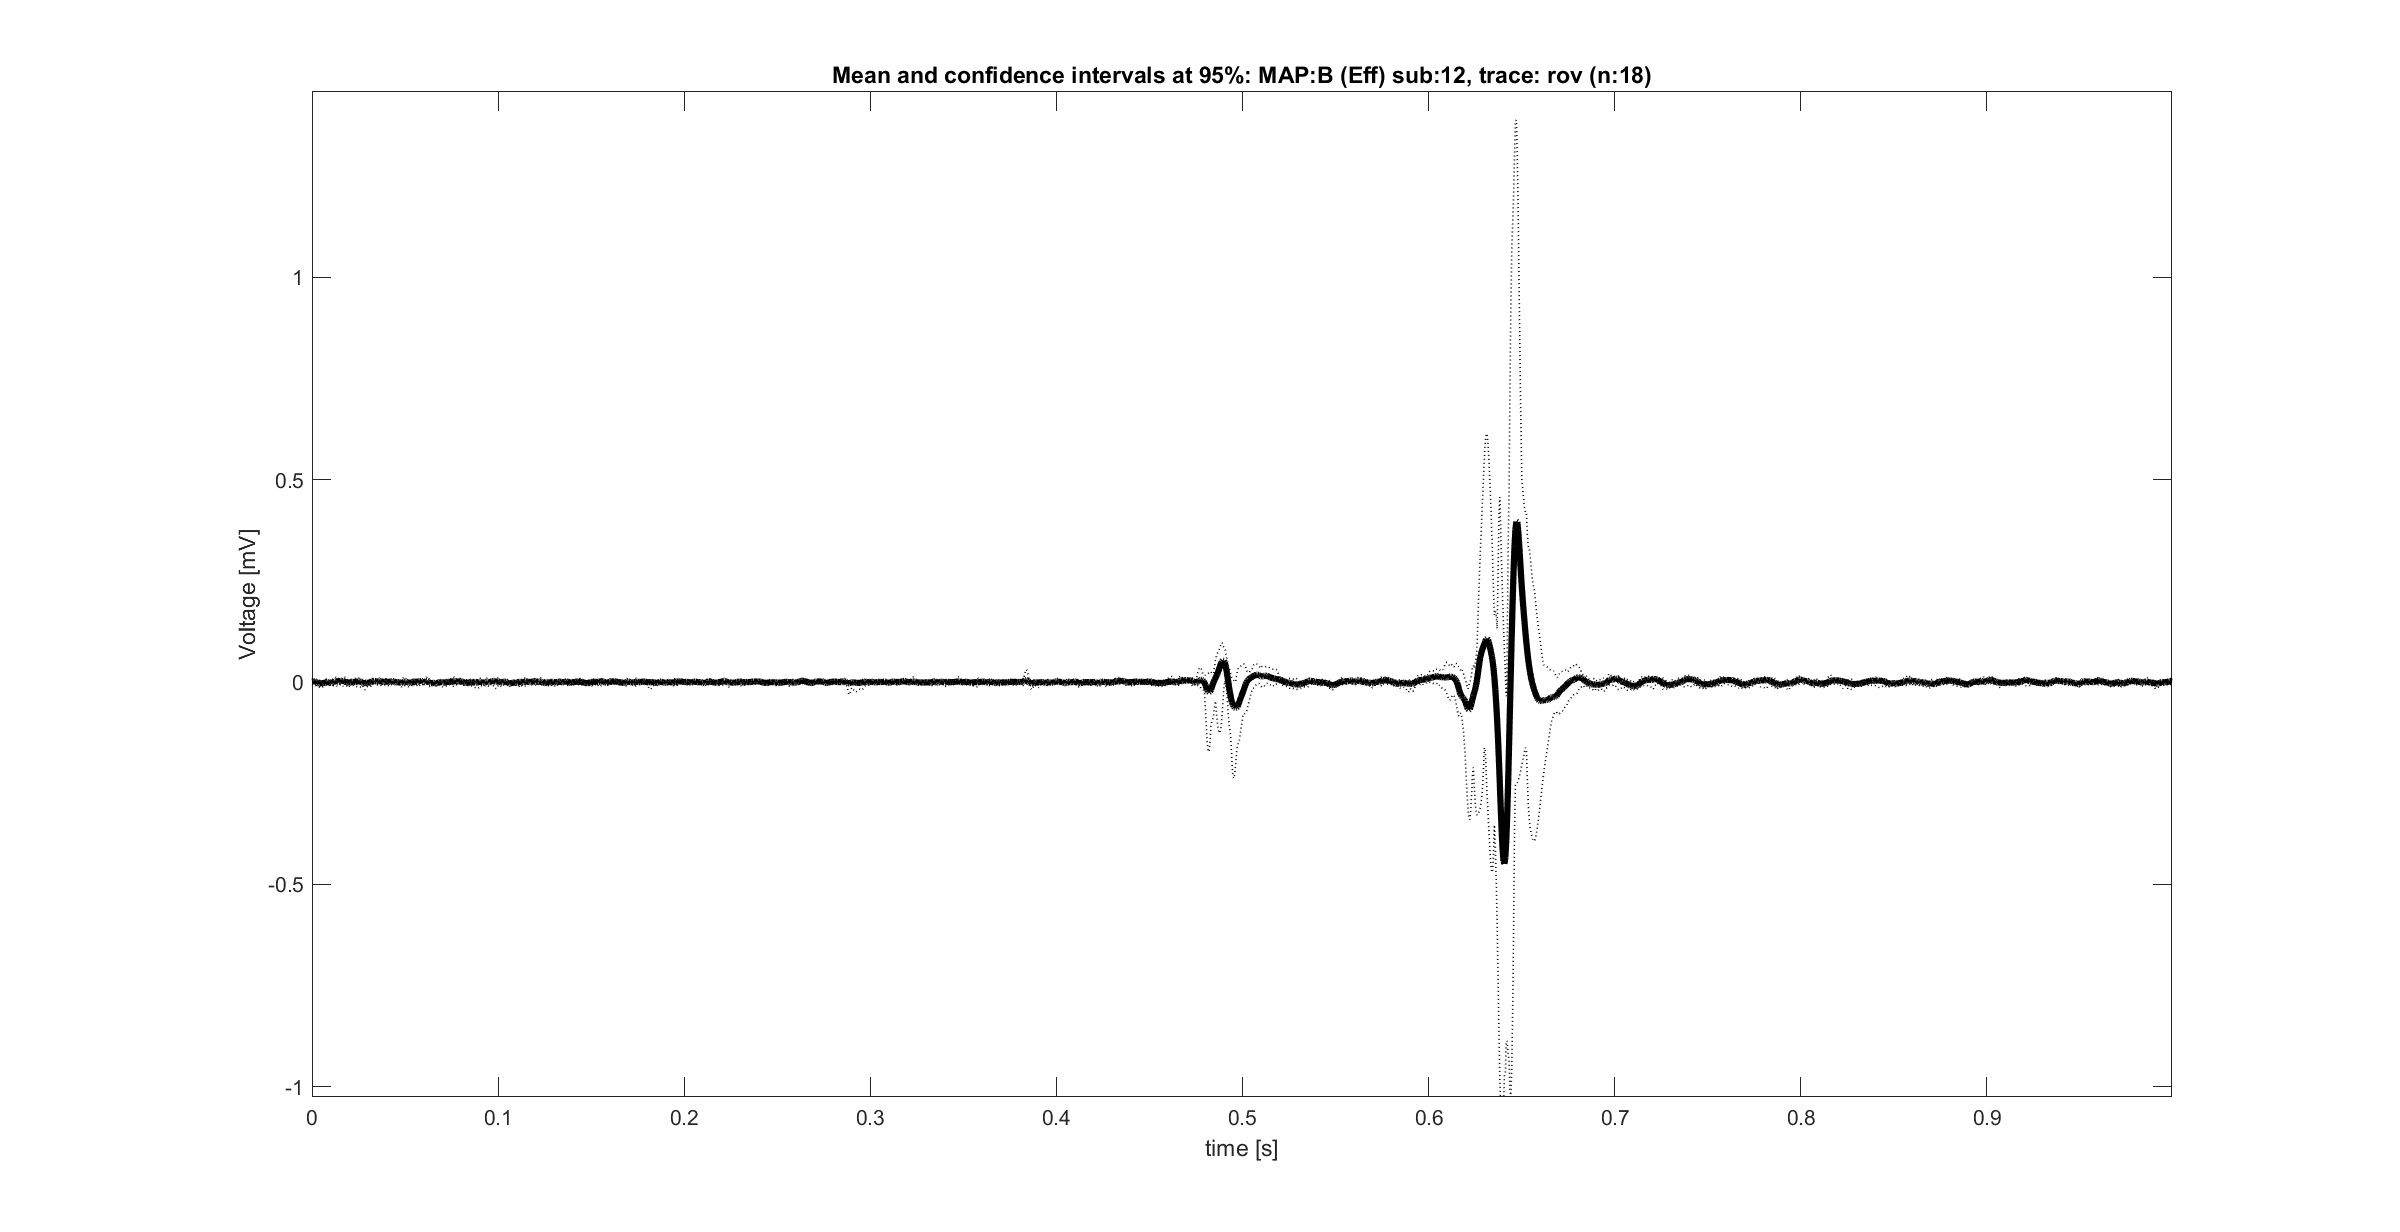 Mean and confidence intervals at 95%: MAP:B (Eff) sub:12, trace: rov (n:18)
1
0.5
0
-0.5
-1
Voltage [mV]
0 0.1 0.2 0.3 0.4 0.5 0.6 0.7 0.8 0.9
time [s]